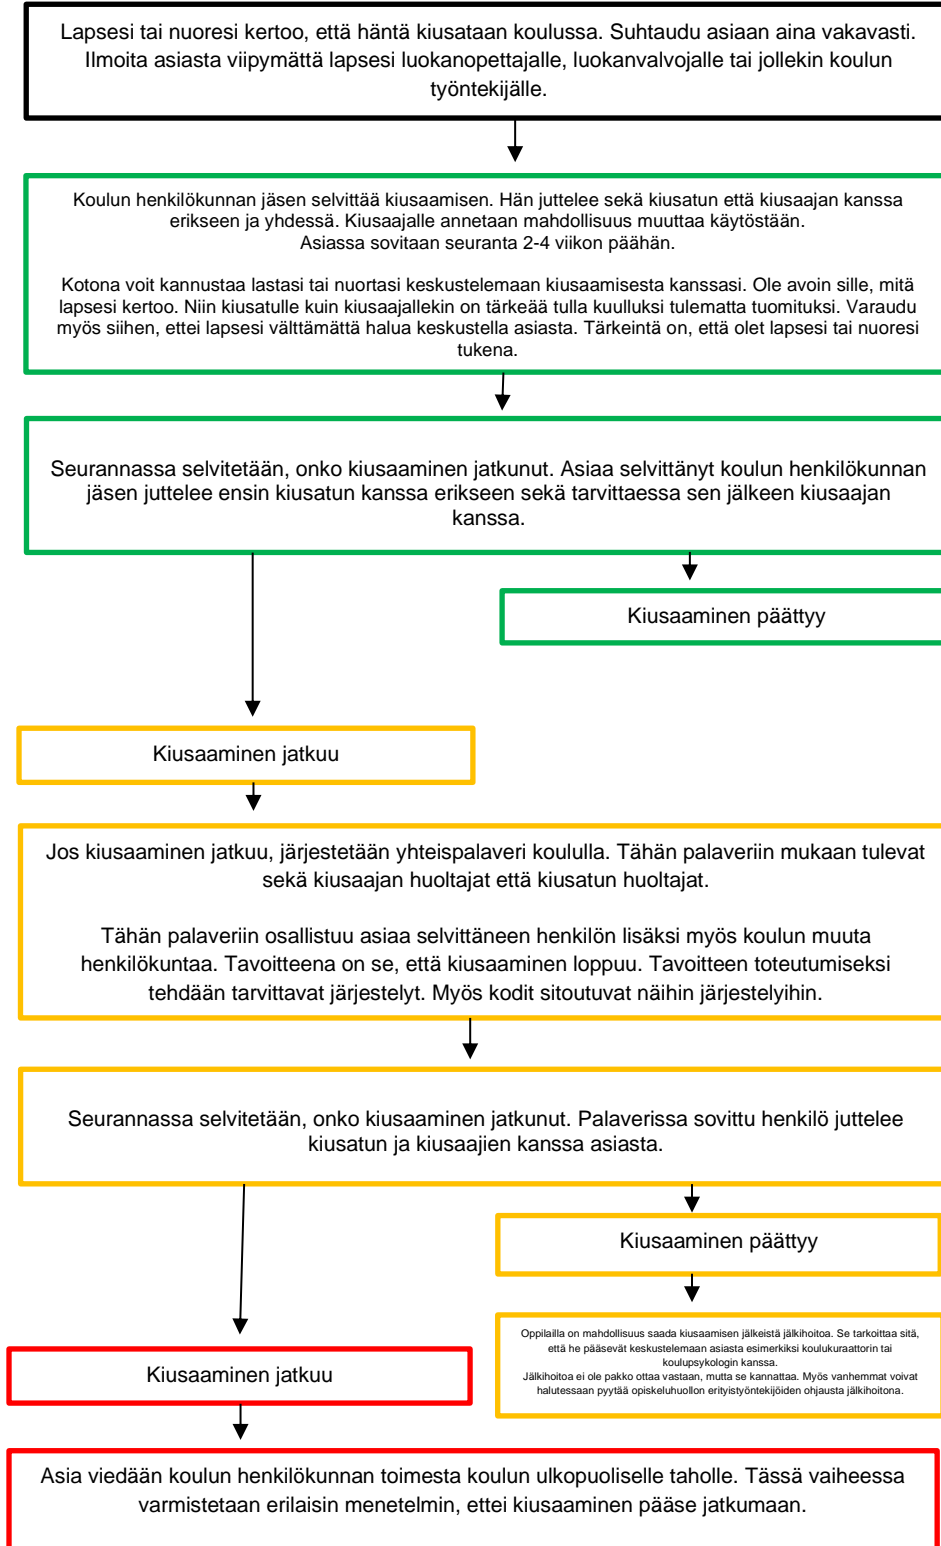 Lapsesi tai nuoresi kertoo, että häntä kiusataan koulussa. Suhtaudu asiaan aina vakavasti.
Ilmoita asiasta viipymättä lapsesi luokanopettajalle, luokanvalvojalle tai jollekin koulun
työntekijälle.
Koulun henkilökunnan jäsen selvittää kiusaamisen. Hän juttelee sekä kiusatun että kiusaajan kanssa
erikseen ja yhdessä. Kiusaajalle annetaan mahdollisuus muuttaa käytöstään.
Asiassa sovitaan seuranta 2-4 viikon päähän.
Kotona voit kannustaa lastasi tai nuortasi keskustelemaan kiusaamisesta kanssasi. Ole avoin sille, mitä
lapsesi kertoo. Niin kiusatulle kuin kiusaajallekin on tärkeää tulla kuulluksi tulematta tuomituksi. Varaudu
myös siihen, ettei lapsesi välttämättä halua keskustella asiasta. Tärkeintä on, että olet lapsesi tai nuoresi
tukena.
Seurannassa selvitetään, onko kiusaaminen jatkunut. Asiaa selvittänyt koulun henkilökunnan
jäsen juttelee ensin kiusatun kanssa erikseen sekä tarvittaessa sen jälkeen kiusaajan
kanssa.
Kiusaaminen päättyy
Kiusaaminen jatkuu
Jos kiusaaminen jatkuu, järjestetään yhteispalaveri koululla. Tähän palaveriin mukaan tulevat
sekä kiusaajan huoltajat että kiusatun huoltajat.
Tähän palaveriin osallistuu asiaa selvittäneen henkilön lisäksi myös koulun muuta
henkilökuntaa. Tavoitteena on se, että kiusaaminen loppuu. Tavoitteen toteutumiseksi
tehdään tarvittavat järjestelyt. Myös kodit sitoutuvat näihin järjestelyihin.
Seurannassa selvitetään, onko kiusaaminen jatkunut. Palaverissa sovittu henkilö juttelee
kiusatun ja kiusaajien kanssa asiasta.
Kiusaaminen päättyy
Oppilailla on mahdollisuus saada kiusaamisen jälkeistä jälkihoitoa. Se tarkoittaa sitä,
että he pääsevät keskustelemaan asiasta esimerkiksi koulukuraattorin tai
koulupsykologin kanssa.
Jälkihoitoa ei ole pakko ottaa vastaan, mutta se kannattaa. Myös vanhemmat voivat
halutessaan pyytää opiskeluhuollon erityistyöntekijöiden ohjausta jälkihoitona.
Kiusaaminen jatkuu
Asia viedään koulun henkilökunnan toimesta koulun ulkopuoliselle taholle. Tässä vaiheessa
varmistetaan erilaisin menetelmin, ettei kiusaaminen pääse jatkumaan.